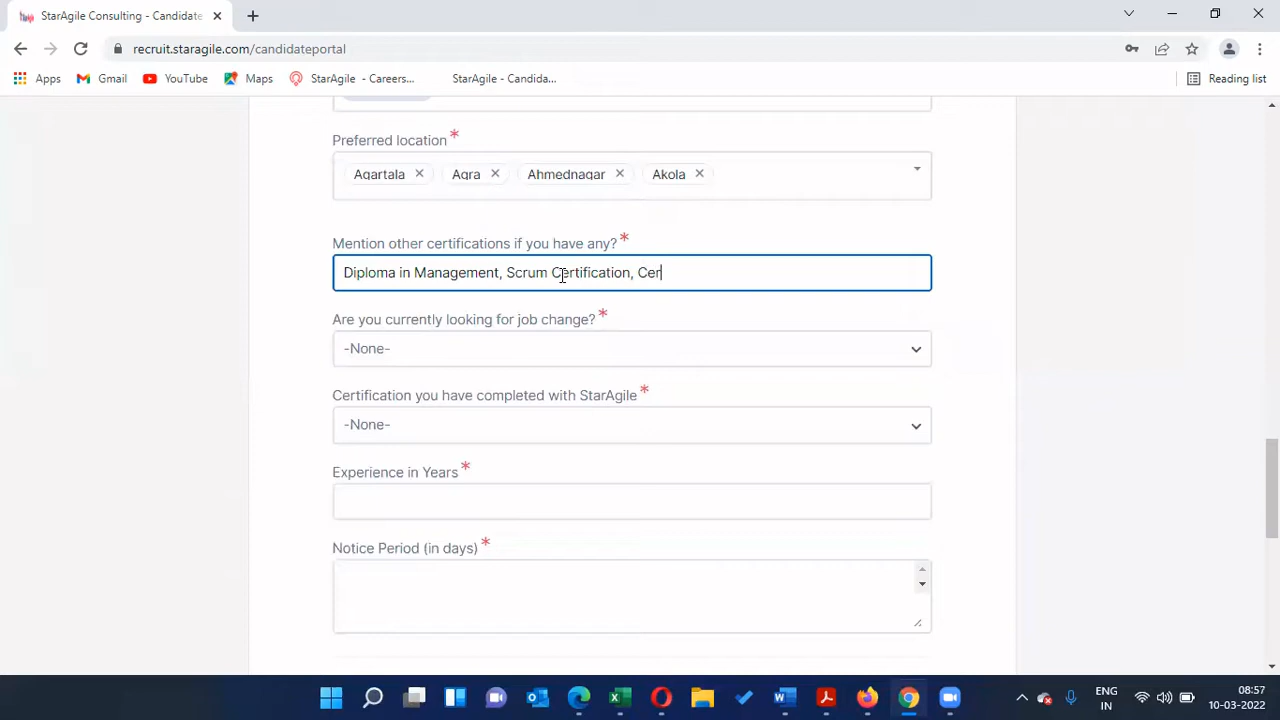 StarAgile Consulting - Candidate
recruit.staragile.com/candidateportal
Apps Gmail YouTube Maps StarAgile - Careers... StarAgile - Candida... Reading list
Preferred location *
Agartala Agra Ahmednagar Akola
Mention other certifications if you have any? *
Diploma in Management, Scrum Certification, Cer
Are you currently looking for job change? *
-None-
Certification you have completed with StarAgile *
-None-
Experience in Years *
Notice Period (in days) *
ENG 08:57
IN 10-03-2022